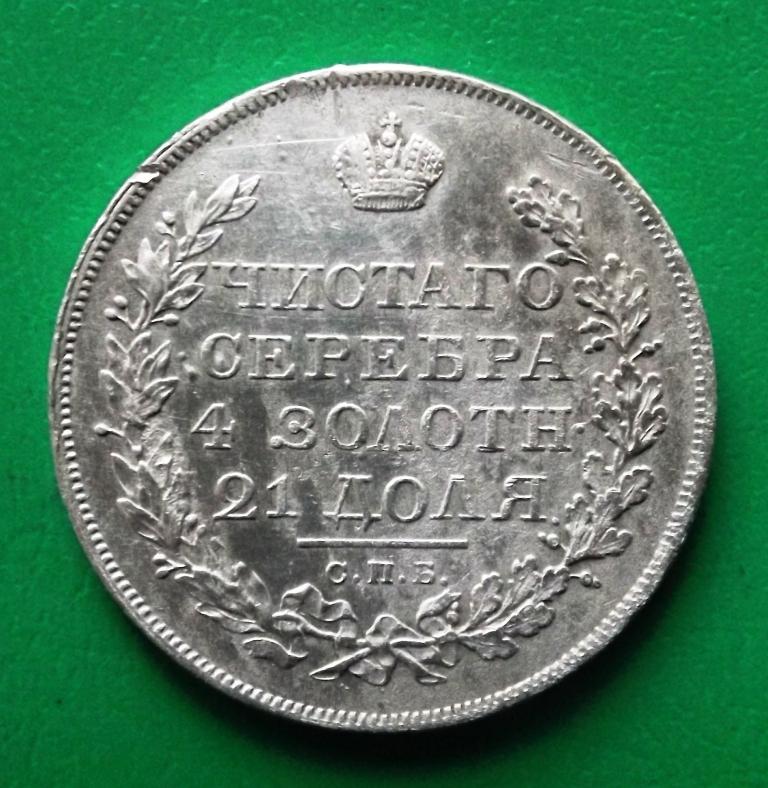 ЧИСТАГО
СЕРЕБРА
4 ЗОЛОТН
21 ДОЛЯ
С.П.Б.